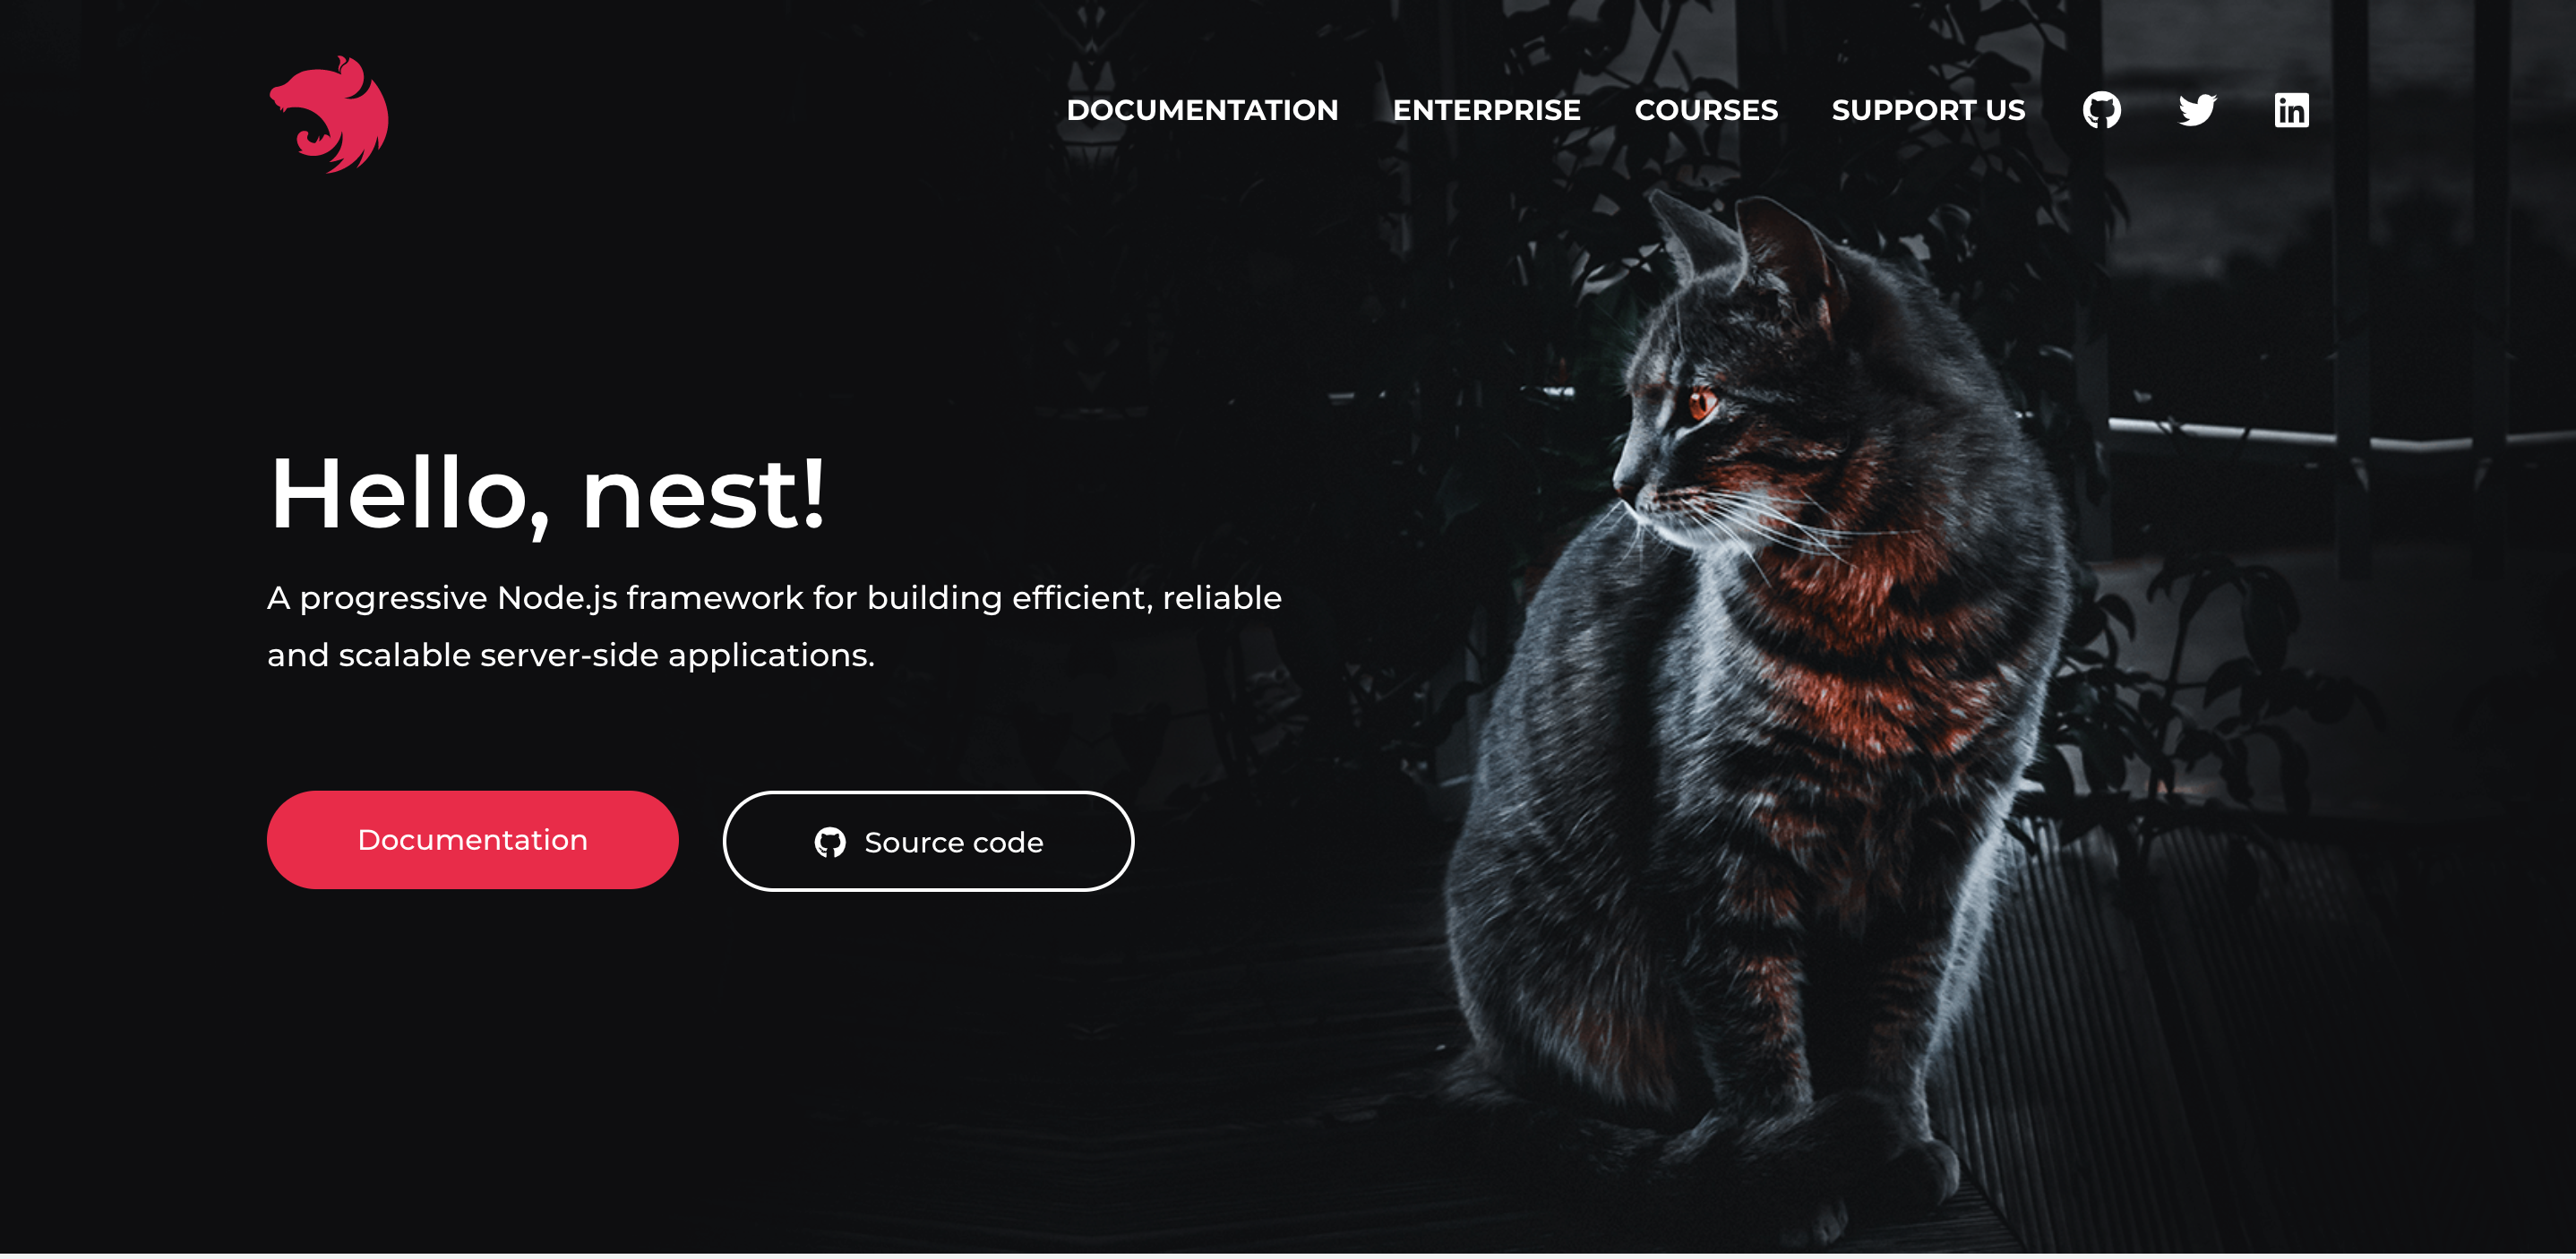 DOCUMENTATION ENTERPRISE COURSES SUPPORT US
Hello, nest!
A progressive Node.js framework for building efficient, reliable
and scalable server-side applications.
Documentation
Source code